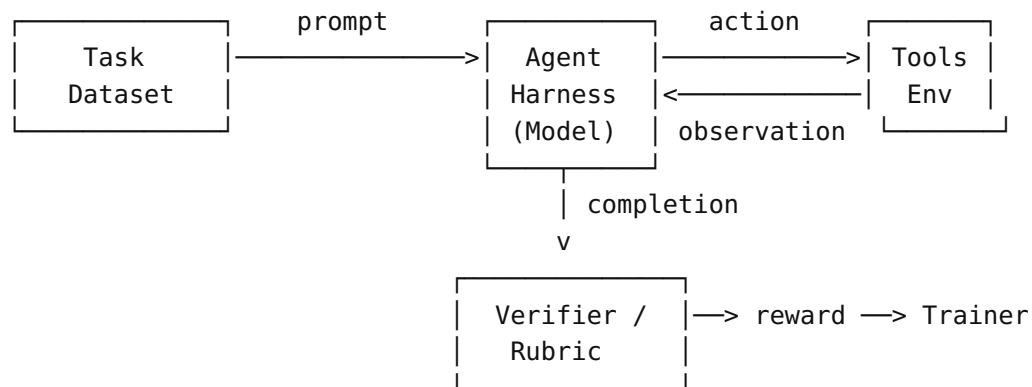 prompt action
Task Agent Tools
Dataset Harness Env
(Model) observation
completion
v
Verifier / reward Trainer
Rubric